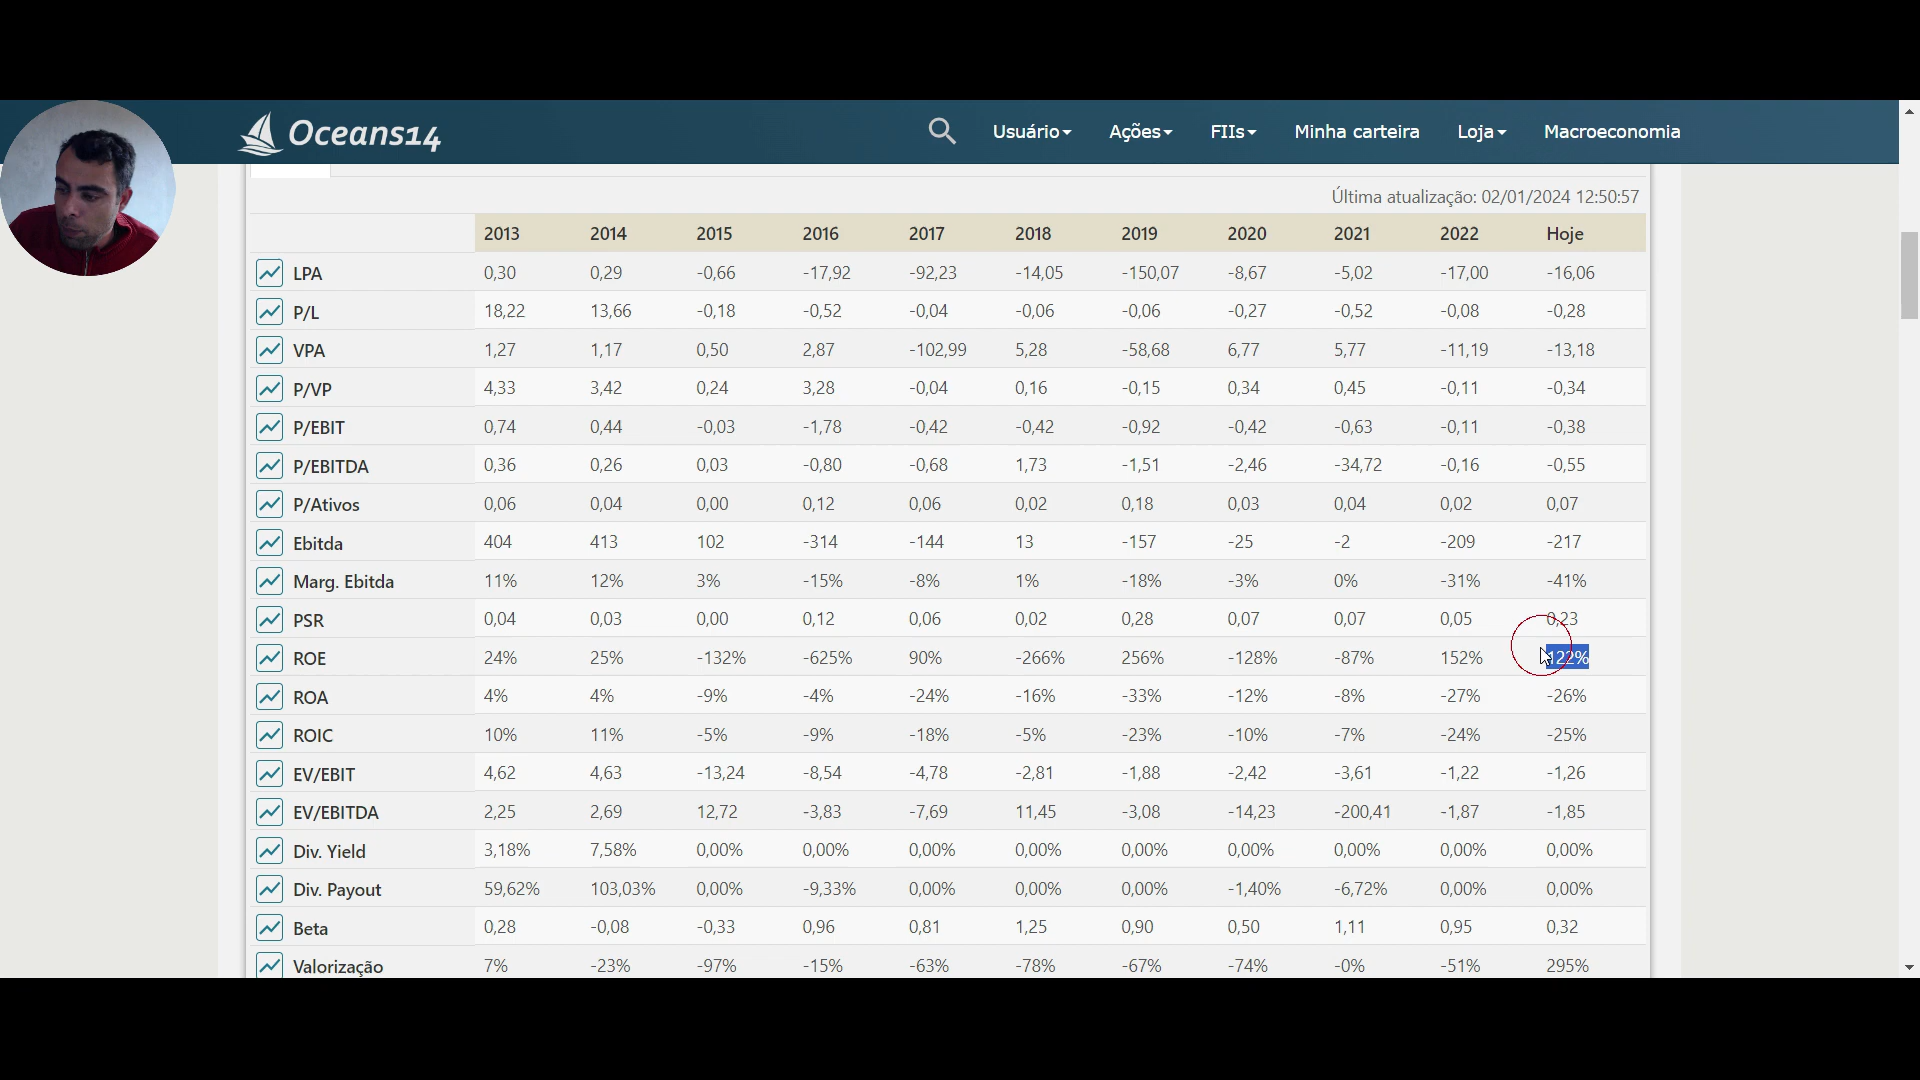 Oceans14
Usuário Ações FIIs Minha carteira Loja Macroeconomia
Última atualização: 02/01/2024 12:50:57
2013 2014 2015 2016 2017 2018 2019 2020 2021 2022 Hoje
LPA 0,30 0,29 -0,66 -17,92 -92,23 -14,05 -150,07 -8,67 -5,02 -17,00 -16,06
P/L 18,22 13,66 -0,18 -0,52 -0,04 -0,06 -0,06 -0,27 -0,52 -0,08 -0,28
VPA 1,27 1,17 0,50 2,87 -102,99 5,28 -58,68 6,77 5,77 -11,19 -13,18
P/VP 4,33 3,42 0,24 3,28 -0,04 0,16 -0,15 0,34 0,45 -0,11 -0,34
P/EBIT 0,74 0,44 -0,03 -1,78 -0,42 -0,42 -0,92 -0,42 -0,63 -0,11 -0,38
P/EBITDA 0,36 0,26 0,03 -0,80 -0,68 1,73 -1,51 -2,46 -34,72 -0,16 -0,55
P/Ativos 0,06 0,04 0,00 0,12 0,06 0,02 0,18 0,03 0,04 0,02 0,07
Ebitda 404 413 102 -314 -144 13 -157 -25 -2 -209 -217
Marg. Ebitda 11% 12% 3% -15% -8% 1% -18% -3% 0% -31% -41%
PSR 0,04 0,03 0,00 0,12 0,06 0,02 0,28 0,07 0,07 0,05 0,23
ROE 24% 25% -132% -625% 90% -266% 256% -128% -87% 152% 122%
ROA 4% 4% -9% -4% -24% -16% -33% -12% -8% -27% -26%
ROIC 10% 11% -5% -9% -18% -5% -23% -10% -7% -24% -25%
EV/EBIT 4,62 4,63 -13,24 -8,54 -4,78 -2,81 -1,88 -2,42 -3,61 -1,22 -1,26
EV/EBITDA 2,25 2,69 12,72 -3,83 -7,69 11,45 -3,08 -14,23 -200,41 -1,87 -1,85
Div. Yield 3,18% 7,58% 0,00% 0,00% 0,00% 0,00% 0,00% 0,00% 0,00% 0,00% 0,00%
Div. Payout 59,62% 103,03% 0,00% -9,33% 0,00% 0,00% 0,00% -1,40% -6,72% 0,00% 0,00%
Beta 0,28 -0,08 -0,33 0,96 0,81 1,25 0,90 0,50 1,11 0,95 0,32
Valorização 7% -23% -97% -15% -63% -78% -67% -74% -0% -51% 295%